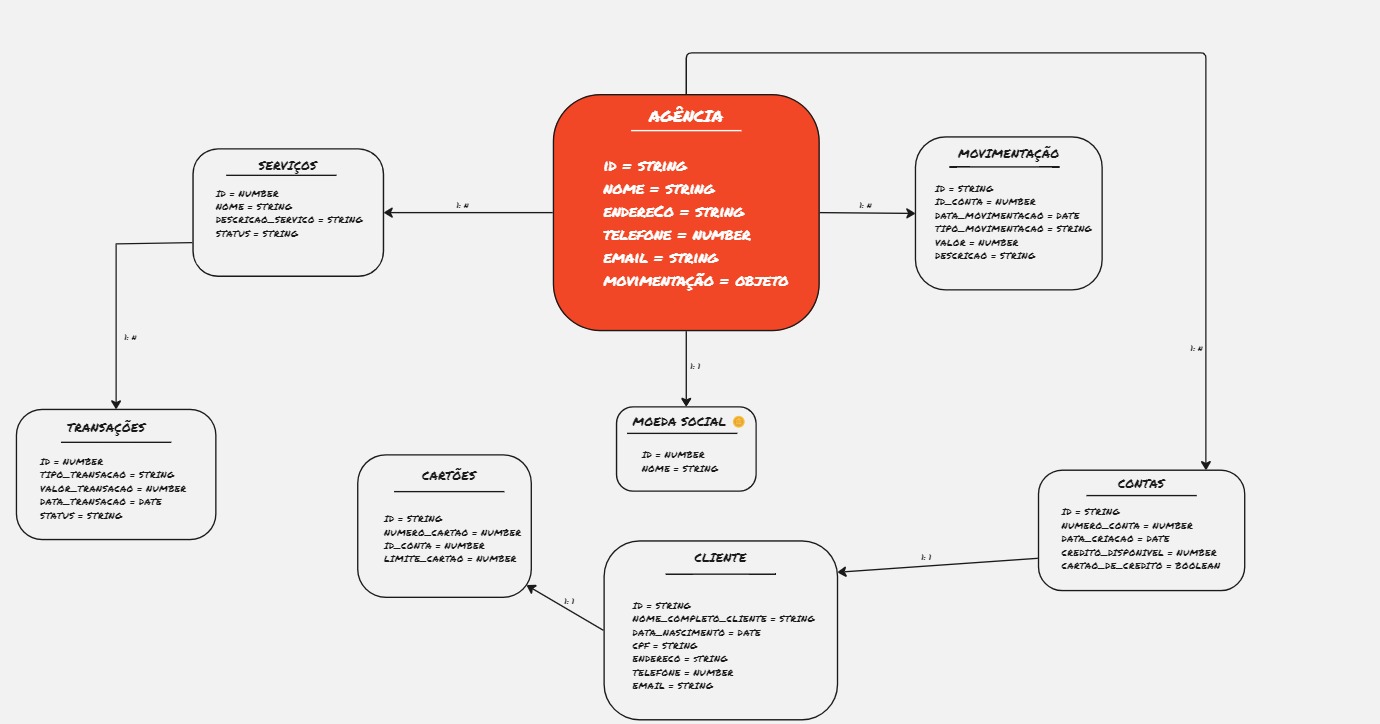 AGÊNCIA
ID = STRING
NOME = STRING
ENDEREÇO = STRING
TELEFONE = NUMBER
EMAIL = STRING
MOVIMENTAÇÃO = OBJETO
SERVIÇOS
ID = NUMBER
NOME = STRING
DESCRICAO_SERVICO = STRING
STATUS = STRING
1: N
1: N
MOVIMENTAÇÃO
ID = STRING
ID_CONTA = NUMBER
DATA_MOVIMENTACAO = DATE
TIPO_MOVIMENTACAO = STRING
VALOR = NUMBER
DESCRICAO = STRING
1: N
1: N
1: 1
TRANSAÇÕES
ID = NUMBER
TIPO_TRANSACAO = STRING
VALOR_TRANSACAO = NUMBER
DATA_TRANSACAO = DATE
STATUS = STRING
MOEDA SOCIAL
ID = NUMBER
NOME = STRING
CARTÕES
ID = STRING
NUMERO_CARTAO = NUMBER
ID_CONTA = NUMBER
LIMITE_CARTAO = NUMBER
CONTAS
ID = STRING
NUMERO_CONTA = NUMBER
DATA_CRIACAO = DATE
CREDITO_DISPONIVEL = NUMBER
CARTAO_DE_CREDITO = BOOLEAN
1: 1
1: 1
CLIENTE
ID = STRING
NOME_COMPLETO_CLIENTE = STRING
DATA_NASCIMENTO = DATE
CPF = STRING
ENDERECO = STRING
TELEFONE = NUMBER
EMAIL = STRING